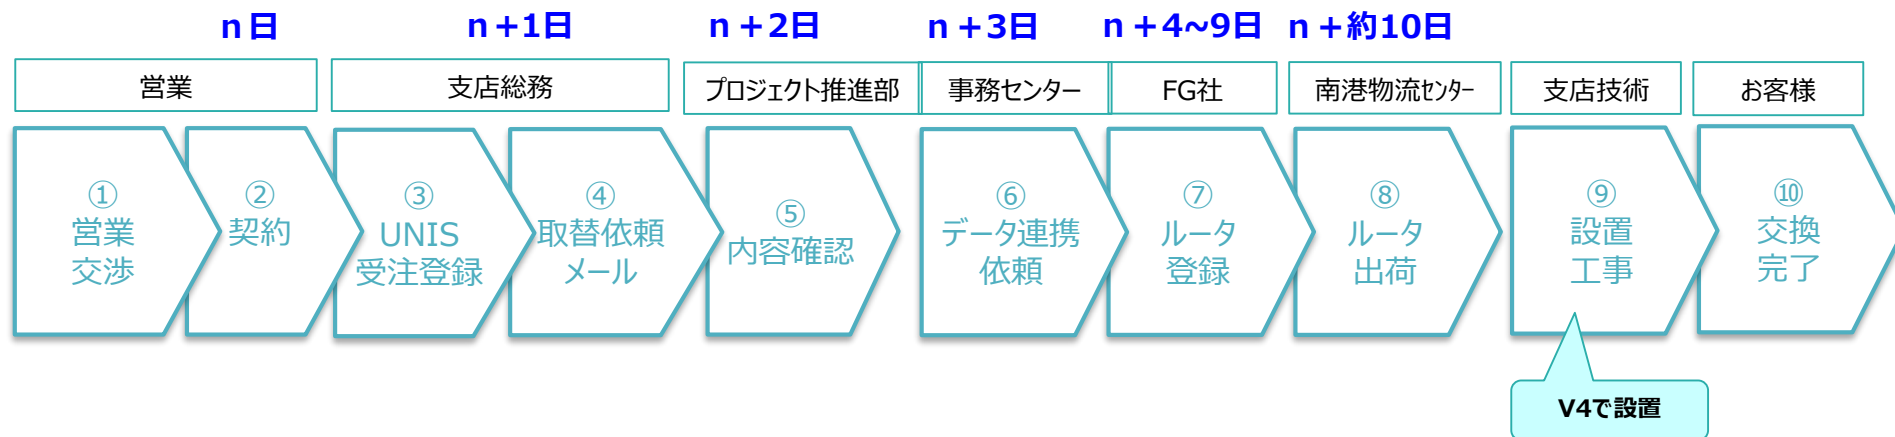 n日
n+1日
n+2日
n+3日
n+4~9日
n+約10日
営業
支店総務
プロジェクト推進部
事務センター
FG社
南港物流センター
支店技術
お客様
①
営業
交渉
②
契約
③
UNIS
受注登録
④
取替依頼
メール
⑤
内容確認
⑥
データ連携
依頼
⑦
ルータ
登録
⑧
ルータ
出荷
⑨
設置
工事
⑩
交換
完了
V4で設置